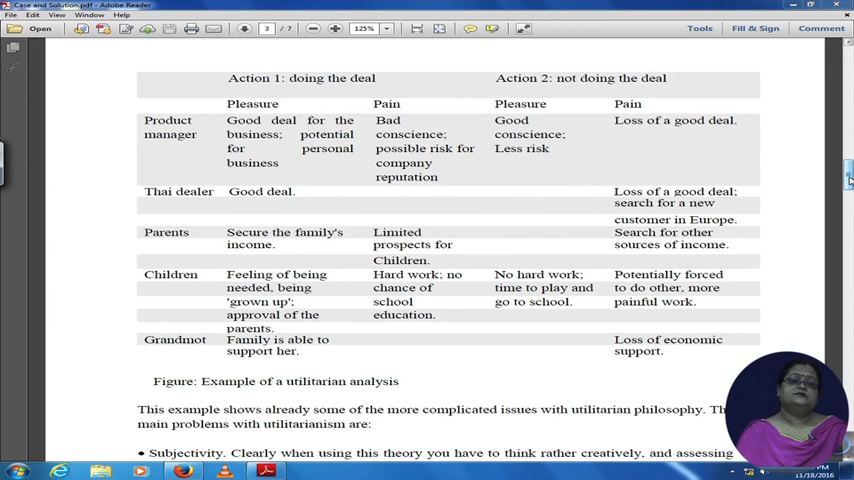 Case and Solution.pdf - Adobe Reader
File Edit View Window Help
Open 3 / 7 125% Tools Fill & Sign Comment
Action 1: doing the deal Action 2: not doing the deal
Pleasure Pain Pleasure Pain
Product Good deal for the Bad Good Loss of a good deal.
manager business; potential conscience; conscience;
for personal possible risk for Less risk
business company
reputation
Thai dealer Good deal. Loss of a good deal;
search for a new
customer in Europe.
Parents Secure the family's Limited Search for other
income. prospects for sources of income.
Children.
Children Feeling of being Hard work; no No hard work; Potentially forced
needed, being chance of time to play and to do other, more
'grown up'; school go to school. painful work.
approval of the education.
parents.
Grandmot Family is able to Loss of economic
support her. support.
Figure: Example of a utilitarian analysis
This example shows already some of the more complicated issues with utilitarian philosophy.
main problems with utilitarianism are:
• Subjectivity. Clearly when using this theory you have to think rather creatively, and assessing
11/18/2016